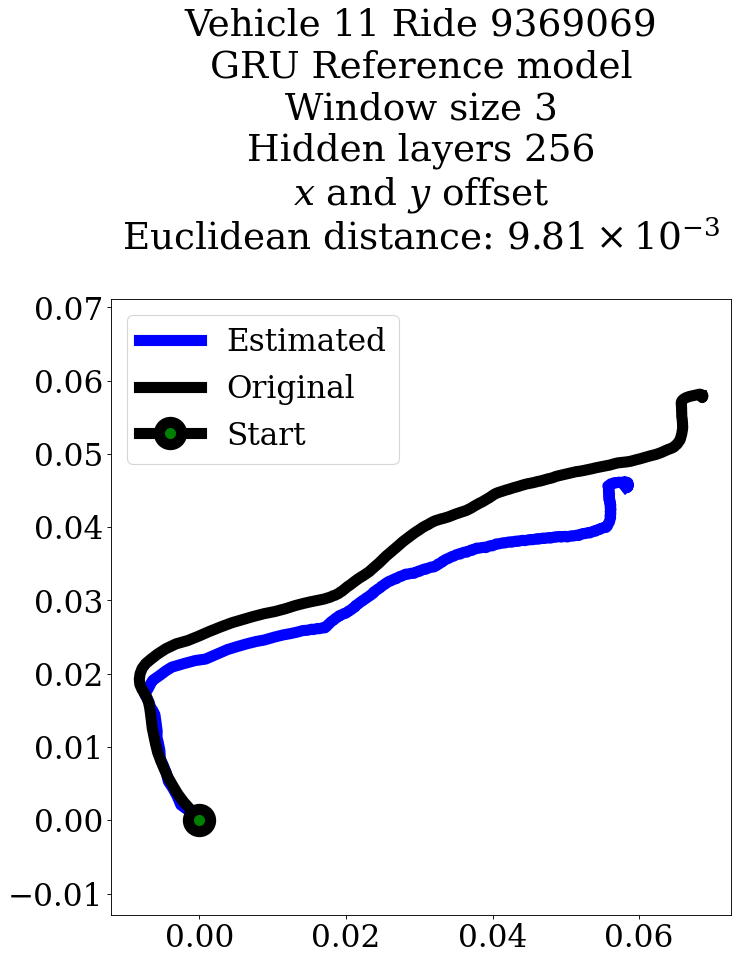 Vehicle 11 Ride 9369069
GRU Reference model
Window size 3
Hidden layers 256
x and y offset
Euclidean distance: 9.81 × 10⁻³
0.07
0.06
0.05
0.04
0.03
0.02
0.01
0.00
−0.01
Estimated
Original
Start
0.00 0.02 0.04 0.06